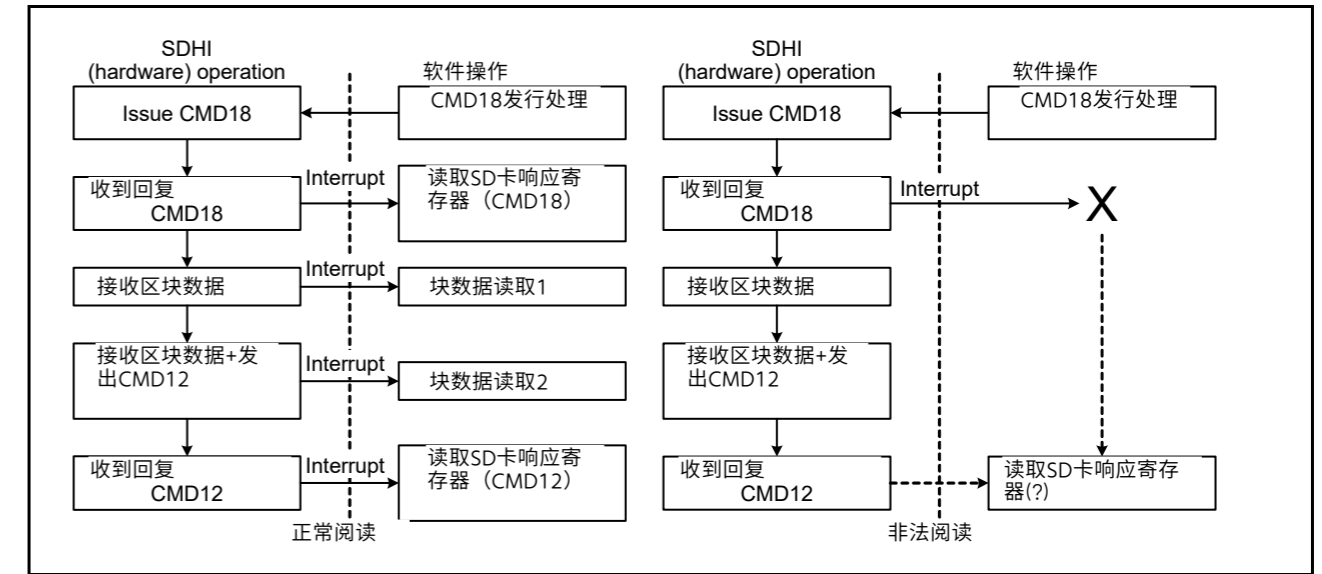 SDHI
(hardware) operation
软件操作
Issue CMD18
CMD18发行处理
收到回复
CMD18
Interrupt
读取SD卡响应寄
存器（CMD18）
接收区块数据
Interrupt
块数据读取1
接收区块数据+发
出CMD12
Interrupt
块数据读取2
收到回复
CMD12
Interrupt
读取SD卡响应寄
存器（CMD12）
正常阅读
SDHI
(hardware) operation
软件操作
Issue CMD18
CMD18发行处理
收到回复
CMD18
Interrupt
X
接收区块数据
接收区块数据+发
出CMD12
收到回复
CMD12
读取SD卡响应寄存
器(?)
非法阅读